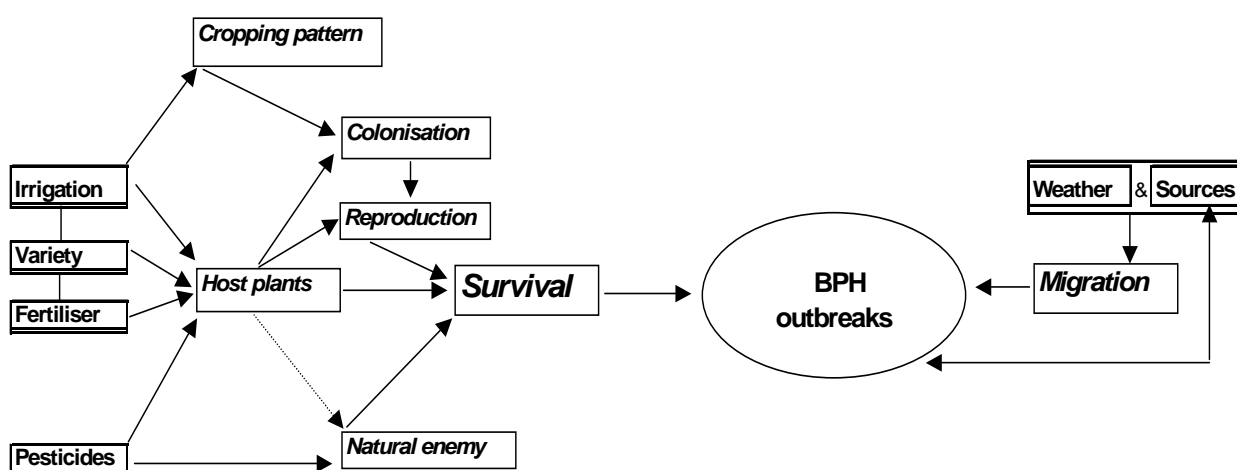 Cropping pattern
Colonisation
Irrigation
Weather & Sources
Reproduction
Variety
Host plants
Survival
BPH
outbreaks
Migration
Fertiliser
Natural enemy
Pesticides